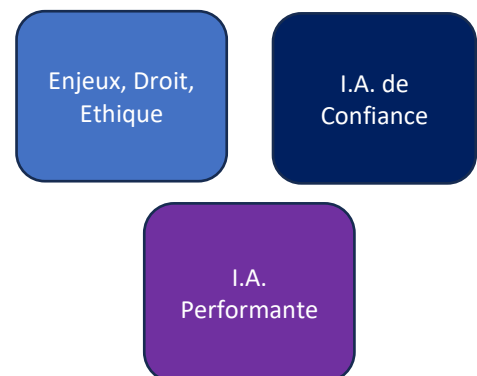 Enjeux, Droit,
Ethique
I.A. de
Confiance
I.A.
Performante